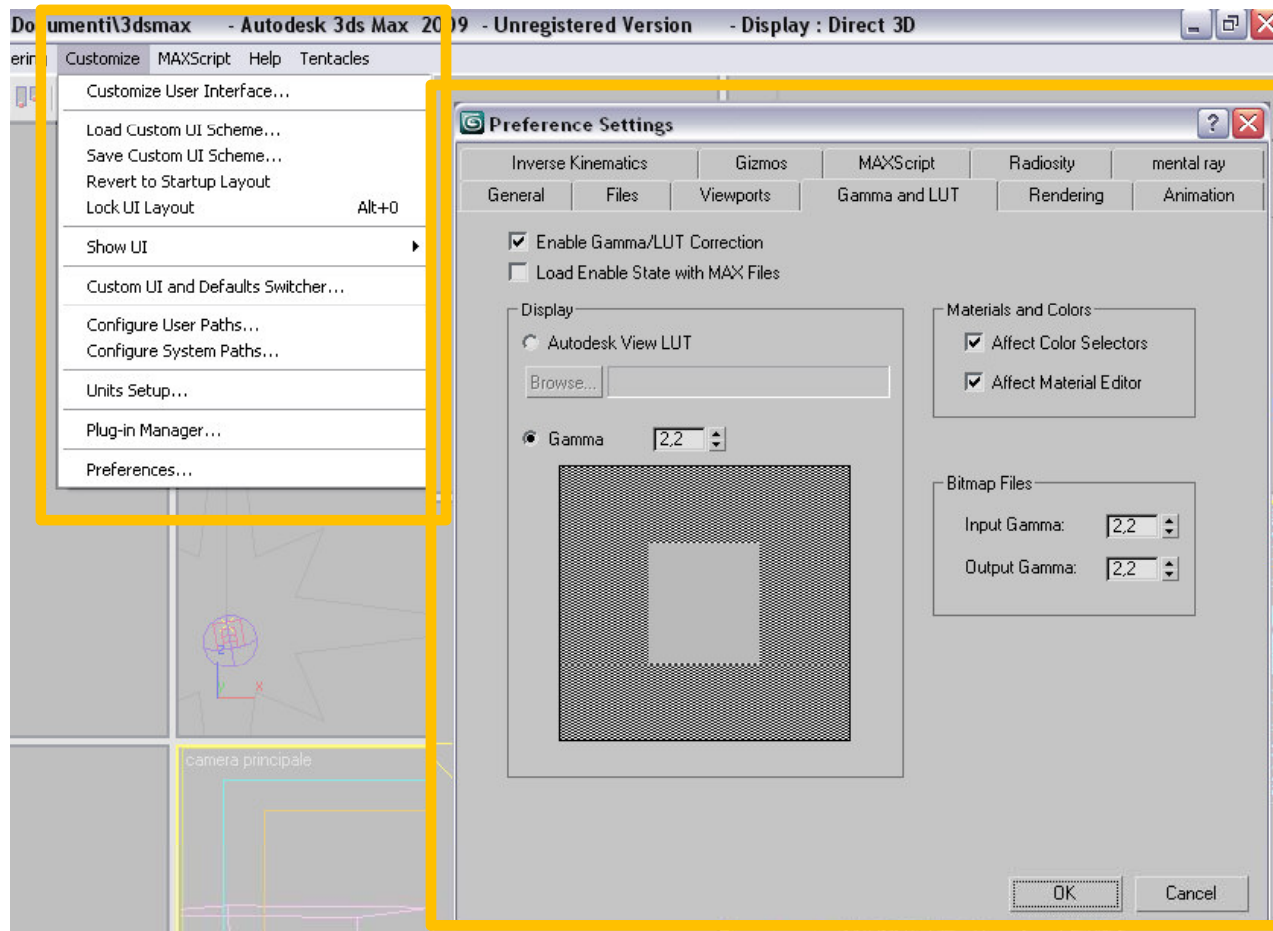 Documenti\3dsmax - Autodesk 3ds Max 2009 - Unregistered Version - Display : Direct 3D
ering Customize MAXScript Help Tentacles
Customize User Interface...
Load Custom UI Scheme...
Save Custom UI Scheme...
Revert to Startup Layout
Lock UI Layout Alt+0
Show UI
Custom UI and Defaults Switcher...
Configure User Paths...
Configure System Paths...
Units Setup...
Plug-in Manager...
Preferences...
camera principale
y x
Preference Settings
Inverse Kinematics Gizmos MAXScript Radiosity mental ray
General Files Viewports Gamma and LUT Rendering Animation
Enable Gamma/LUT Correction
Load Enable State with MAX Files
Display
Autodesk View LUT
Browse...
Gamma 2,2
Materials and Colors
Affect Color Selectors
Affect Material Editor
Bitmap Files
Input Gamma: 2,2
Output Gamma: 2,2
OK Cancel